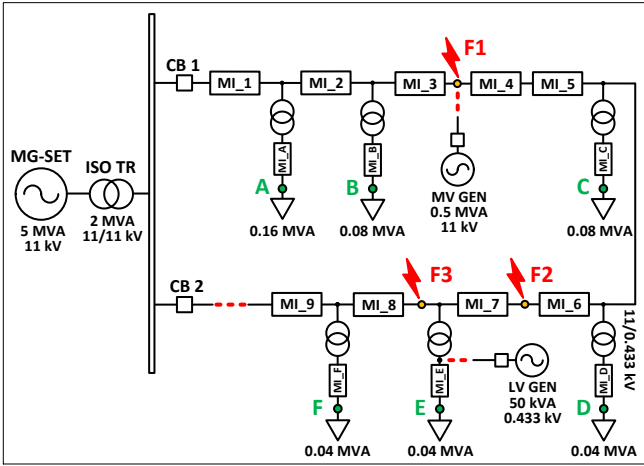 F1
CB 1
MI_1
MI_2
MI_3
MI_4
MI_5
MG-SET
ISO TR
5 MVA
11 kV
2 MVA
11/11 kV
MI_A
MI_B
MI_C
A
B
C
MV GEN
0.5 MVA
11 kV
0.16 MVA
0.08 MVA
0.08 MVA
F3
F2
CB 2
MI_9
MI_8
MI_7
MI_6
11/0.433 kV
MI_F
MI_E
MI_D
F
E
D
LV GEN
50 kVA
0.433 kV
0.04 MVA
0.04 MVA
0.04 MVA